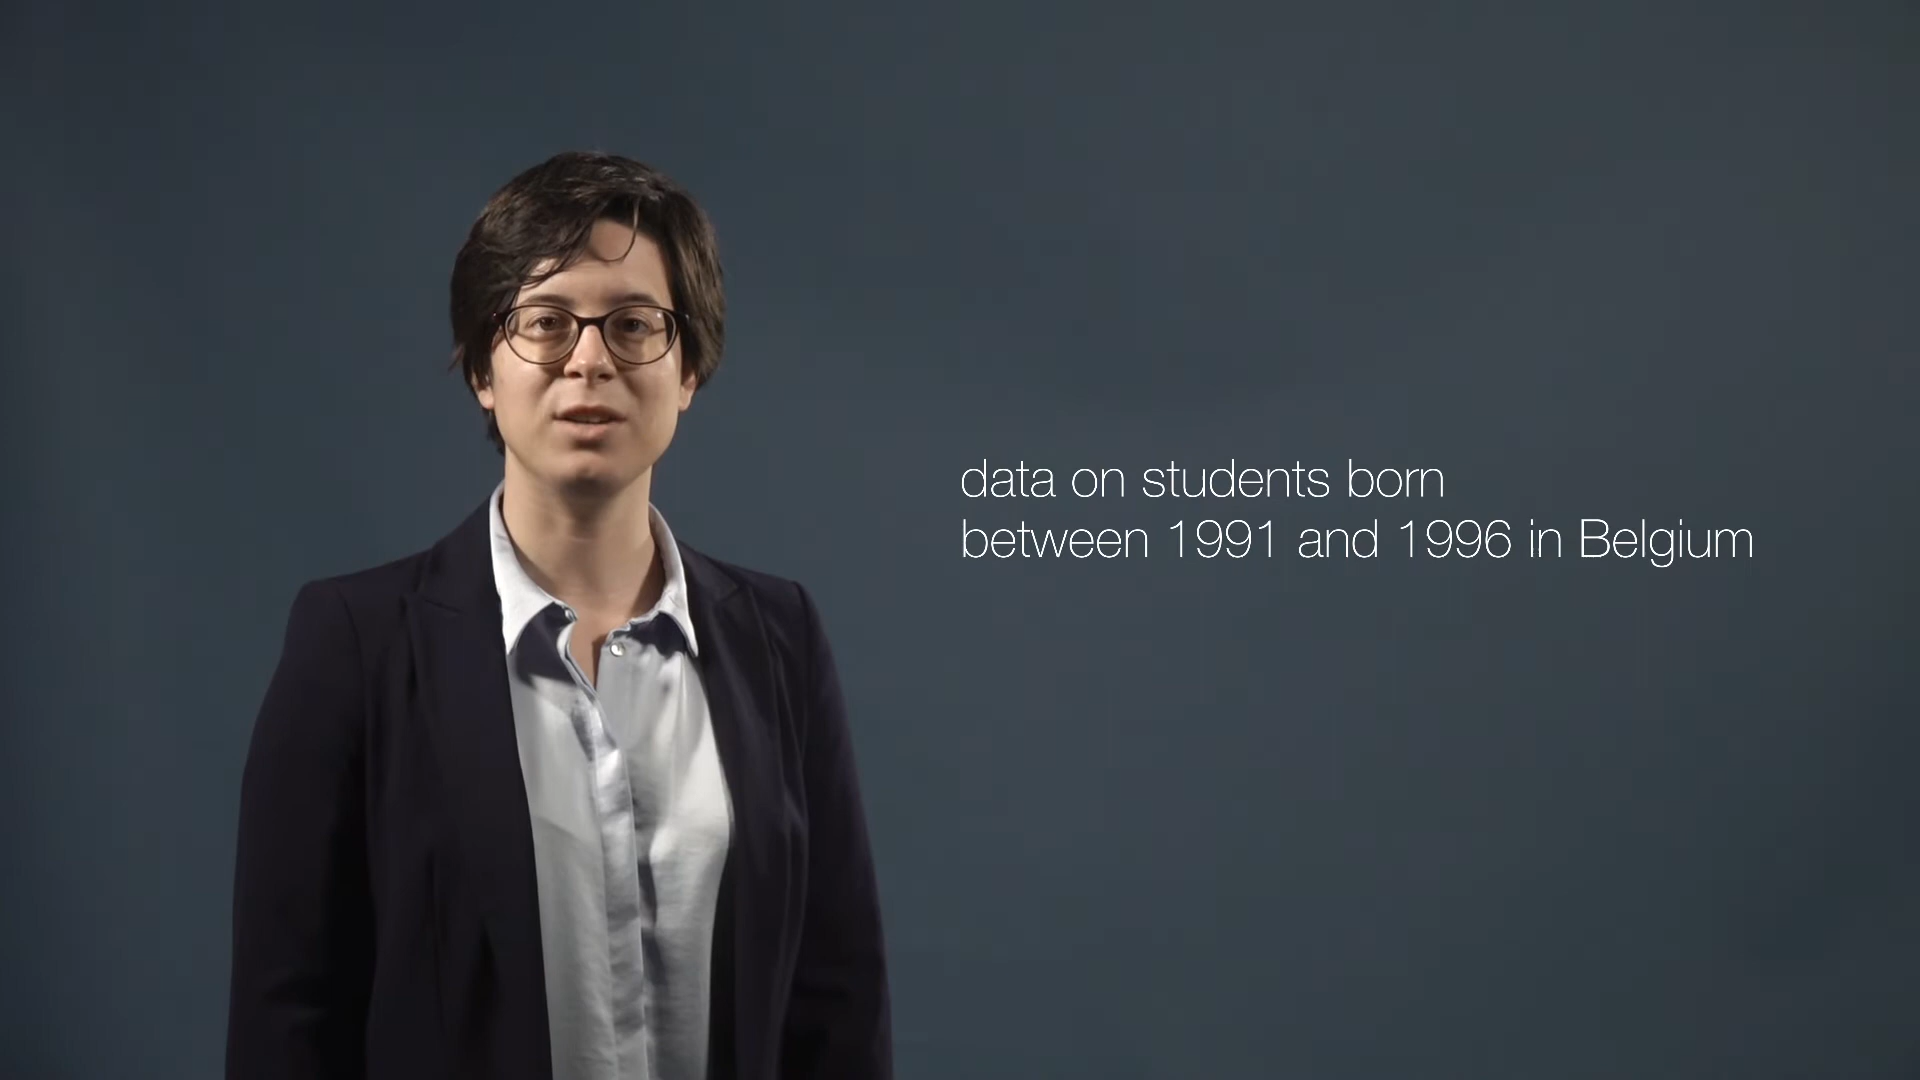 data on students born
between 1991 and 1996 in Belgium